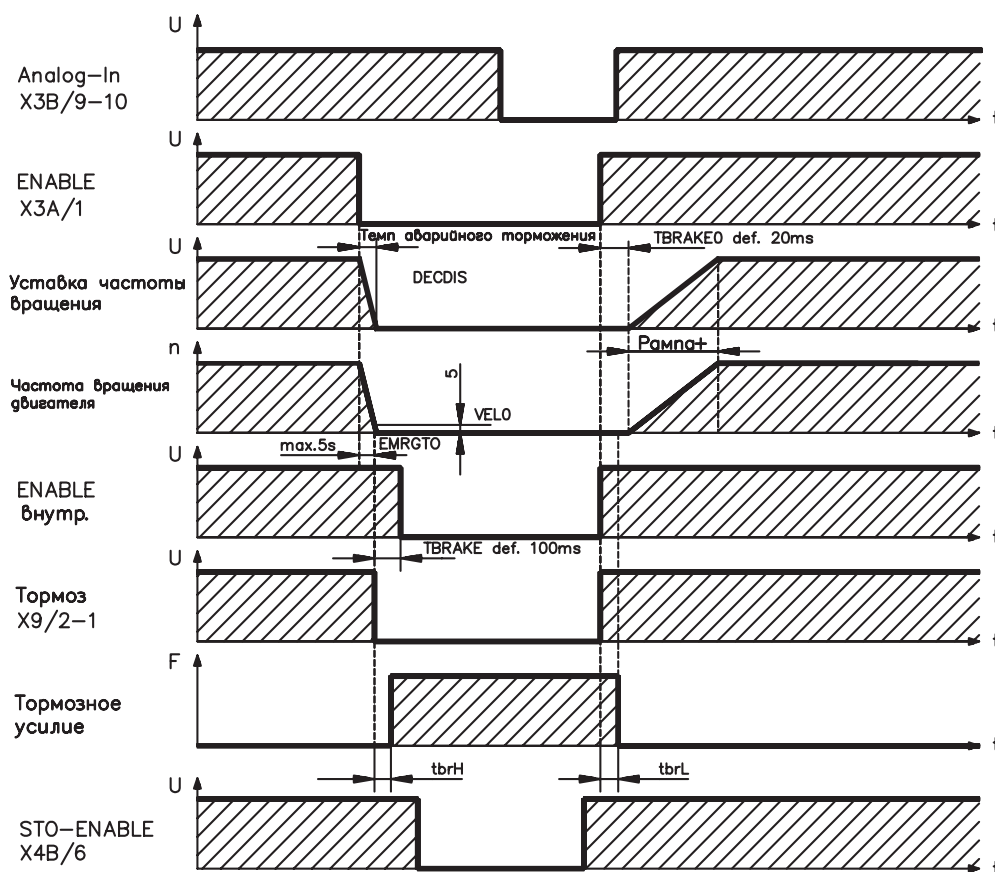 U
Analog-In
X3B/9-10
t
U
ENABLE
X3A/1
t
Темп аварийного торможения
TBRAKE0 def. 20ms
U
Уставка частоты
вращения
DECDIS
t
n
Рампа+
Частота вращения
двигателя
5
VEL0
t
max.5s
EMRGTO
U
ENABLE
внутр.
t
TBRAKE def. 100ms
U
Тормоз
X9/2-1
t
F
Тормозное
усилие
t
tbrH
tbrL
U
STO-ENABLE
X4B/6
t